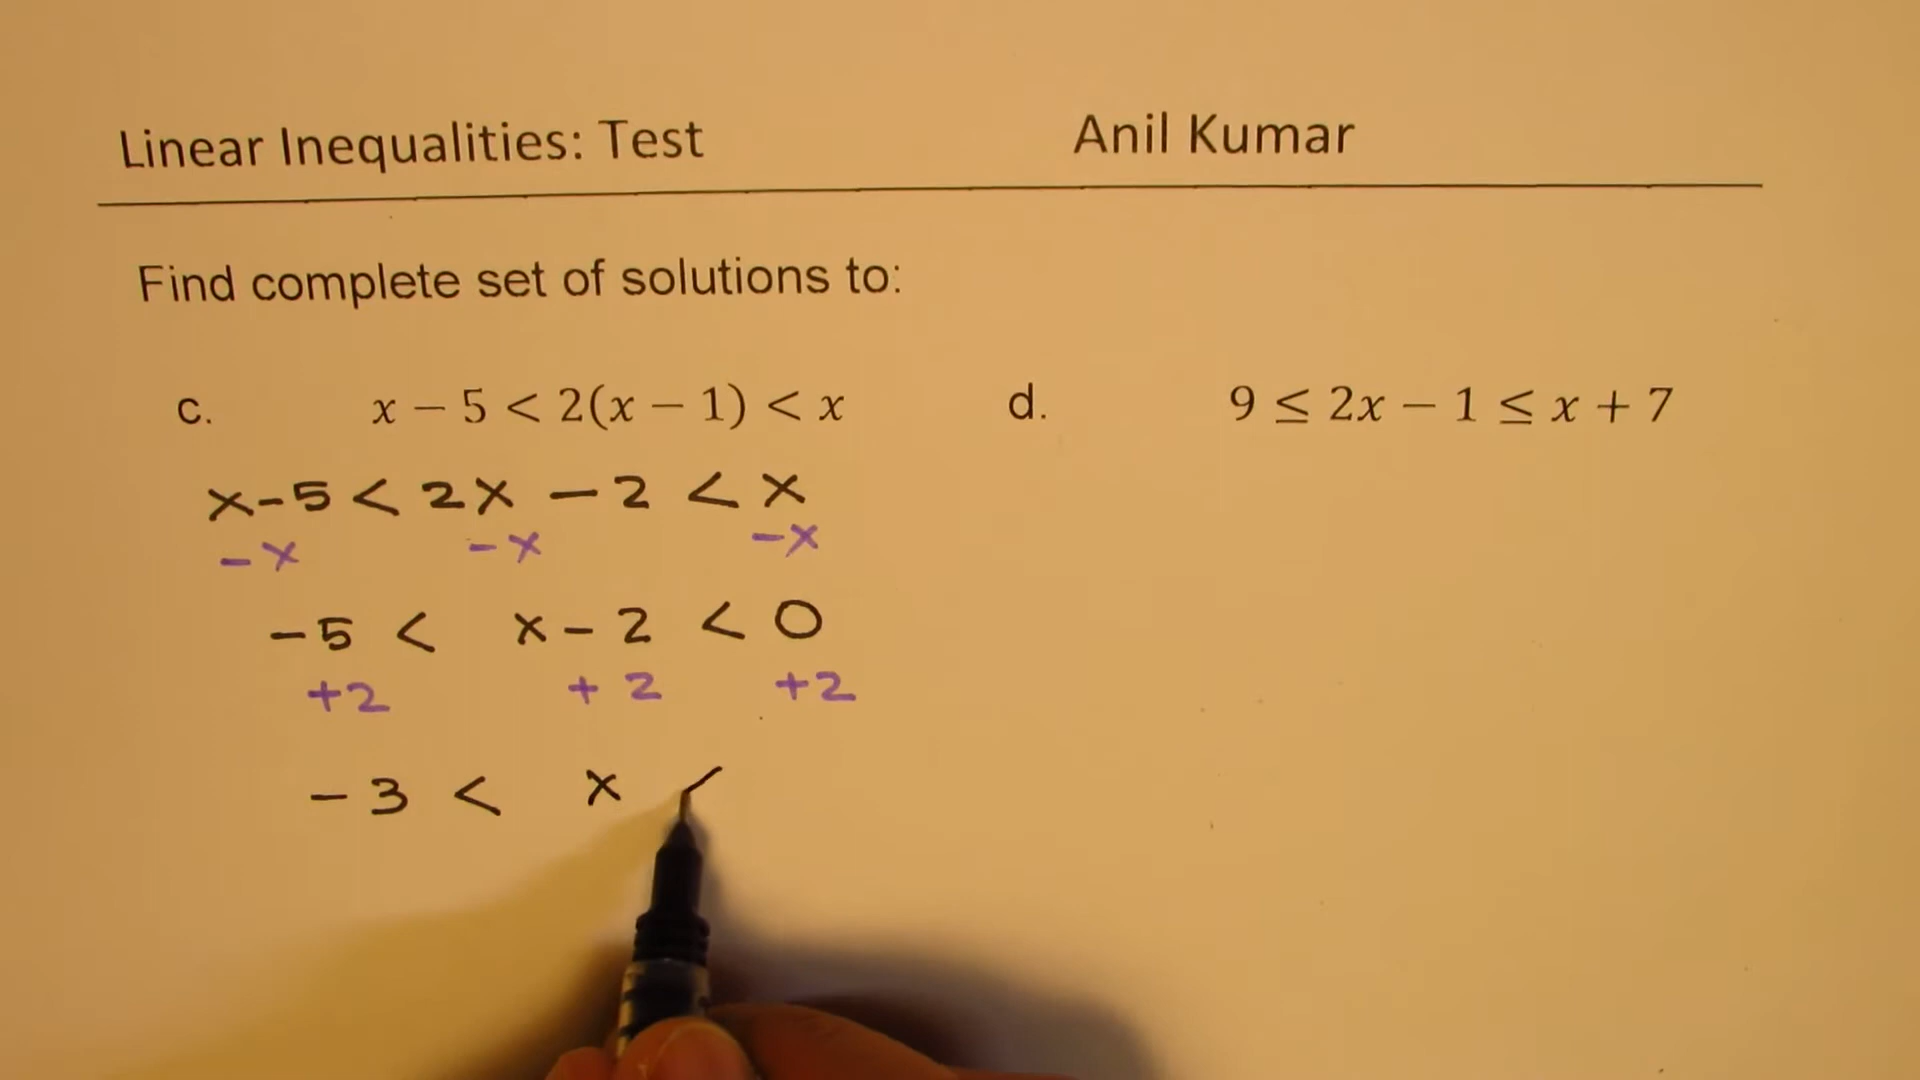 Linear Inequalities: Test Anil Kumar
Find complete set of solutions to:
c. x − 5 < 2(x − 1) < x
d. 9 ≤ 2x − 1 ≤ x + 7
x-5 < 2x - 2 < x
-x -x -x
-5 < x-2 < 0
+2 +2 +2
-3 < x <